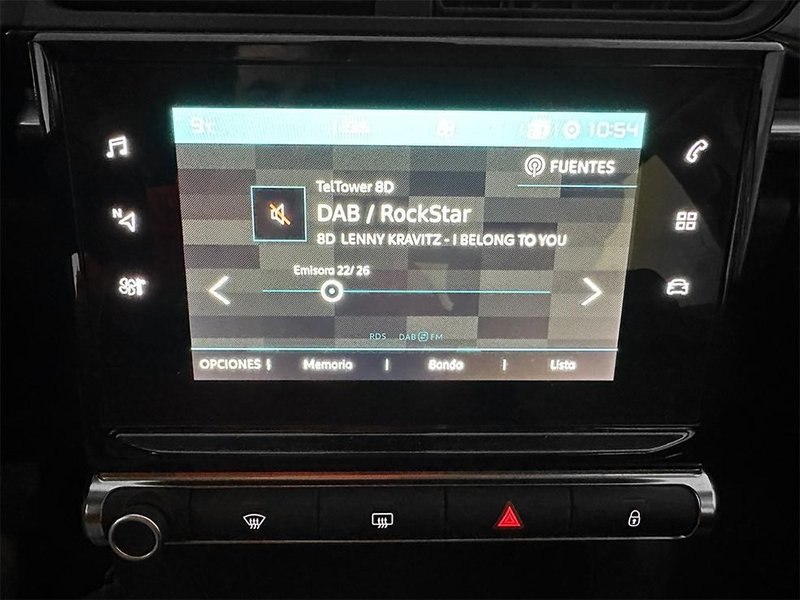 10:54
FUENTES
TelTower 8D
DAB / RockStar
8D LENNY KRAVITZ - I BELONG TO YOU
Emisora 22/ 26
RDS DAB FM
OPCIONES Memoria Banda Lista
N